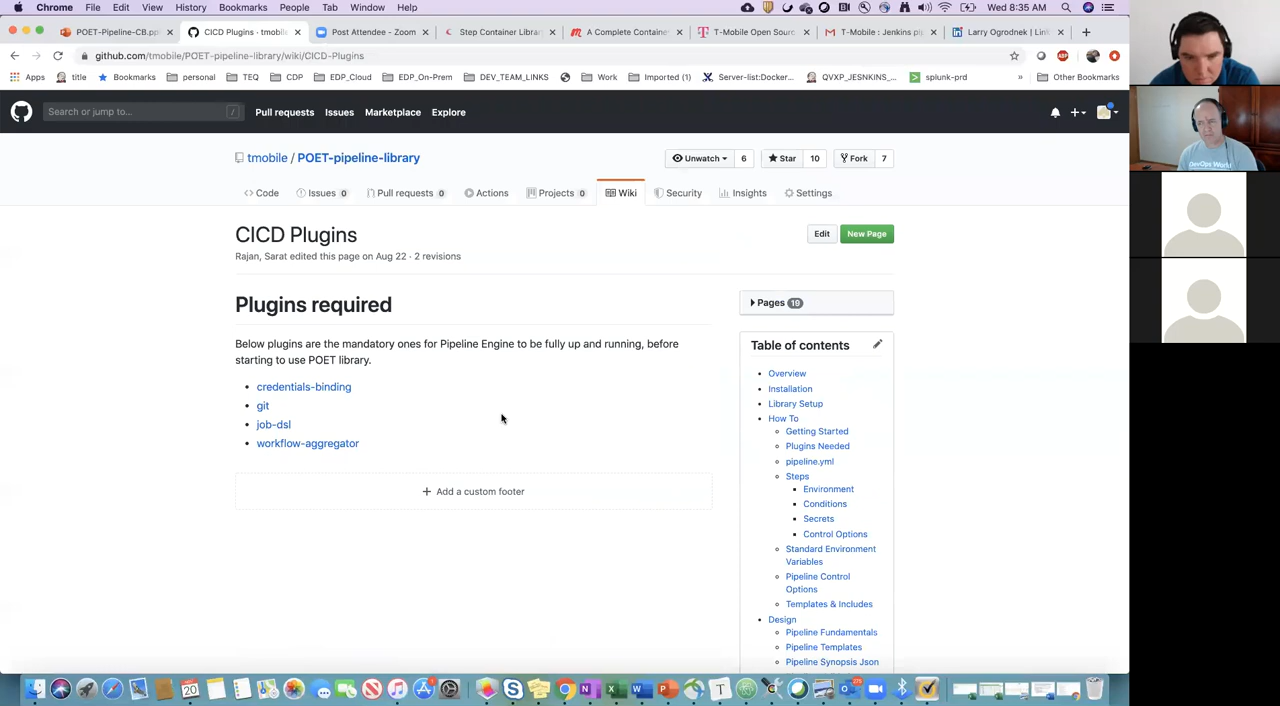 Chrome File Edit View History Bookmarks People Tab Window Help Wed 8:35 AM
POET-Pipeline-CB.pp CICD Plugins · tmobile/ Post Attendee - Zoom Step Container Librar A Complete Container T-Mobile Open Source T-Mobile : Jenkins pl Larry Ogrodnek | Lin
github.com/tmobile/POET-pipeline-library/wiki/CICD-Plugins
Apps title Bookmarks personal TEQ CDP EDP_Cloud EDP_On-Prem DEV_TEAM_LINKS Work Imported (1) Server-list:Docker... QVXP_JESNKINS_... splunk-prd » Other Bookmarks
Search or jump to... / Pull requests Issues Marketplace Explore
tmobile / POET-pipeline-library Unwatch 6 Star 10 Fork 7
Code Issues 0 Pull requests 0 Actions Projects 0 Wiki Security Insights Settings
CICD Plugins Edit New Page
Rajan, Sarat edited this page on Aug 22 · 2 revisions
Plugins required
Below plugins are the mandatory ones for Pipeline Engine to be fully up and running, before
starting to use POET library.
• credentials-binding
• git
• job-dsl
• workflow-aggregator
+ Add a custom footer
Pages 19
Table of contents
Overview
Installation
Library Setup
How To
Getting Started
Plugins Needed
pipeline.yml
Steps
Environment
Conditions
Secrets
Control Options
Standard Environment
Variables
Pipeline Control
Options
Templates & Includes
Design
Pipeline Fundamentals
Pipeline Templates
Pipeline Synopsis Json
DevOps World